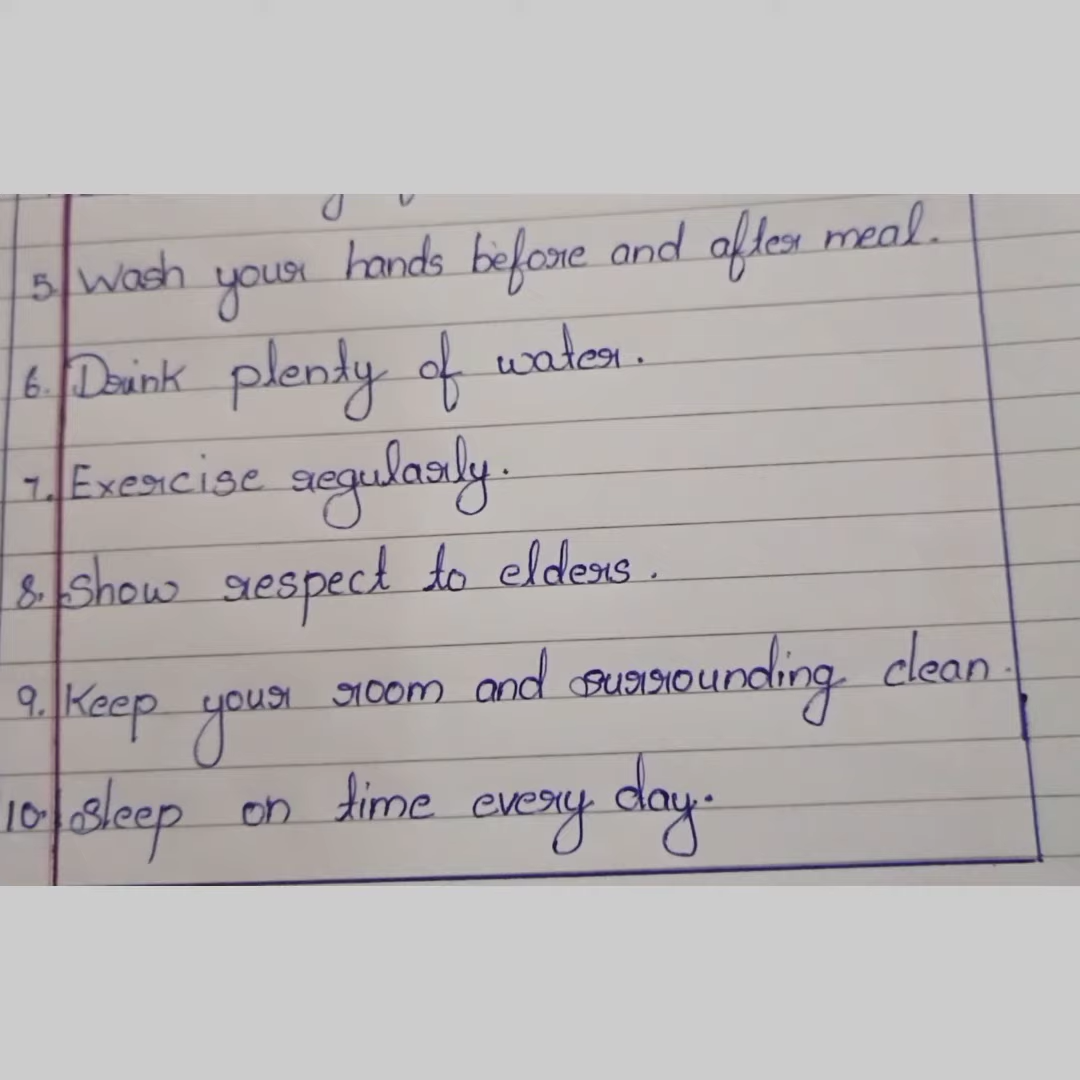 5. Wash your hands before and after meal.
6. Drink plenty of water.
7. Exercise regularly.
8. Show respect to elders.
9. Keep your room and surrounding clean.
10. Sleep on time every day.